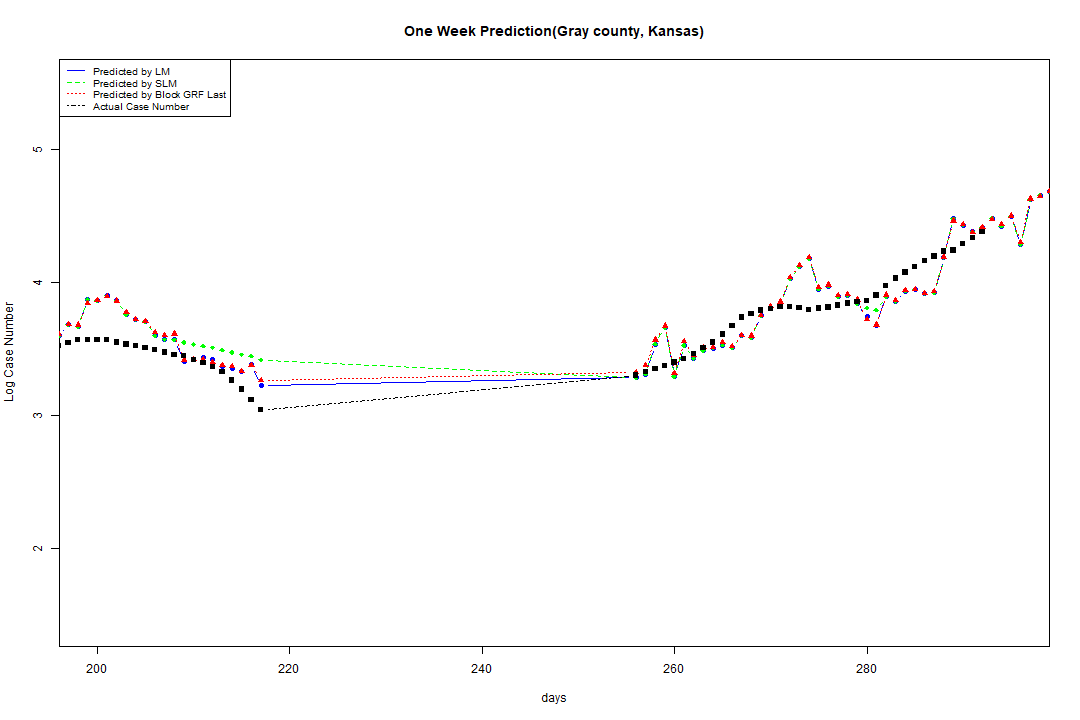 One Week Prediction(Gray county, Kansas)
Predicted by LM
Predicted by SLM
Predicted by Block GRF Last
Actual Case Number
Log Case Number
5
4
3
2
200 220 240 260 280
days